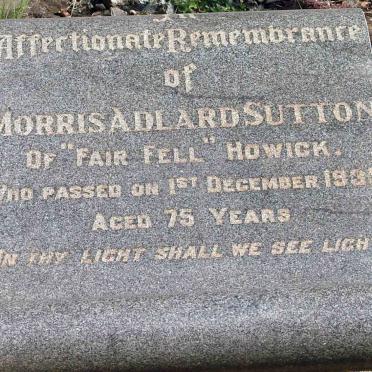 Affectionate Remembrance
of
Morris Adlard Sutton
Of "Fair Fell" Howick.
Who passed on 1st December 193
Aged 75 Years
In Thy Light shall we see Ligh